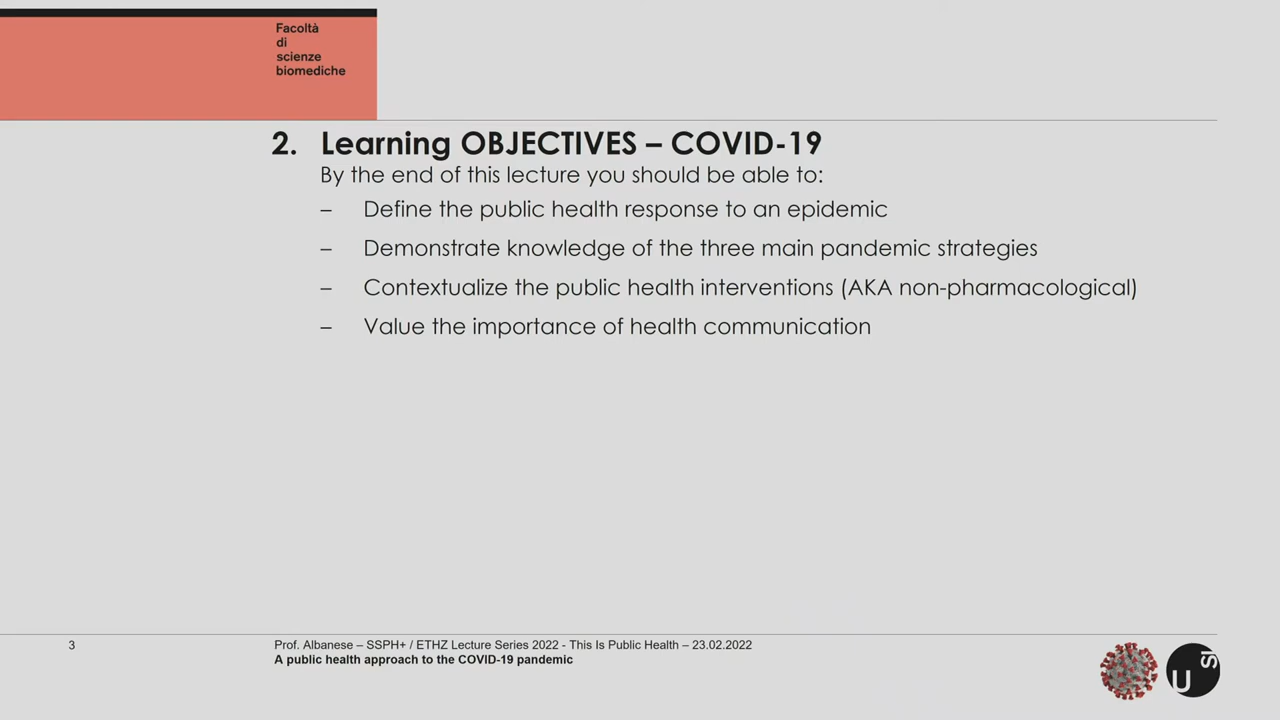 Facoltà
di
scienze
biomediche
2. Learning OBJECTIVES – COVID-19
By the end of this lecture you should be able to:
– Define the public health response to an epidemic
– Demonstrate knowledge of the three main pandemic strategies
– Contextualize the public health interventions (AKA non-pharmacological)
– Value the importance of health communication
3
Prof. Albanese – SSPH+ / ETHZ Lecture Series 2022 - This Is Public Health – 23.02.2022
A public health approach to the COVID-19 pandemic
U
SI